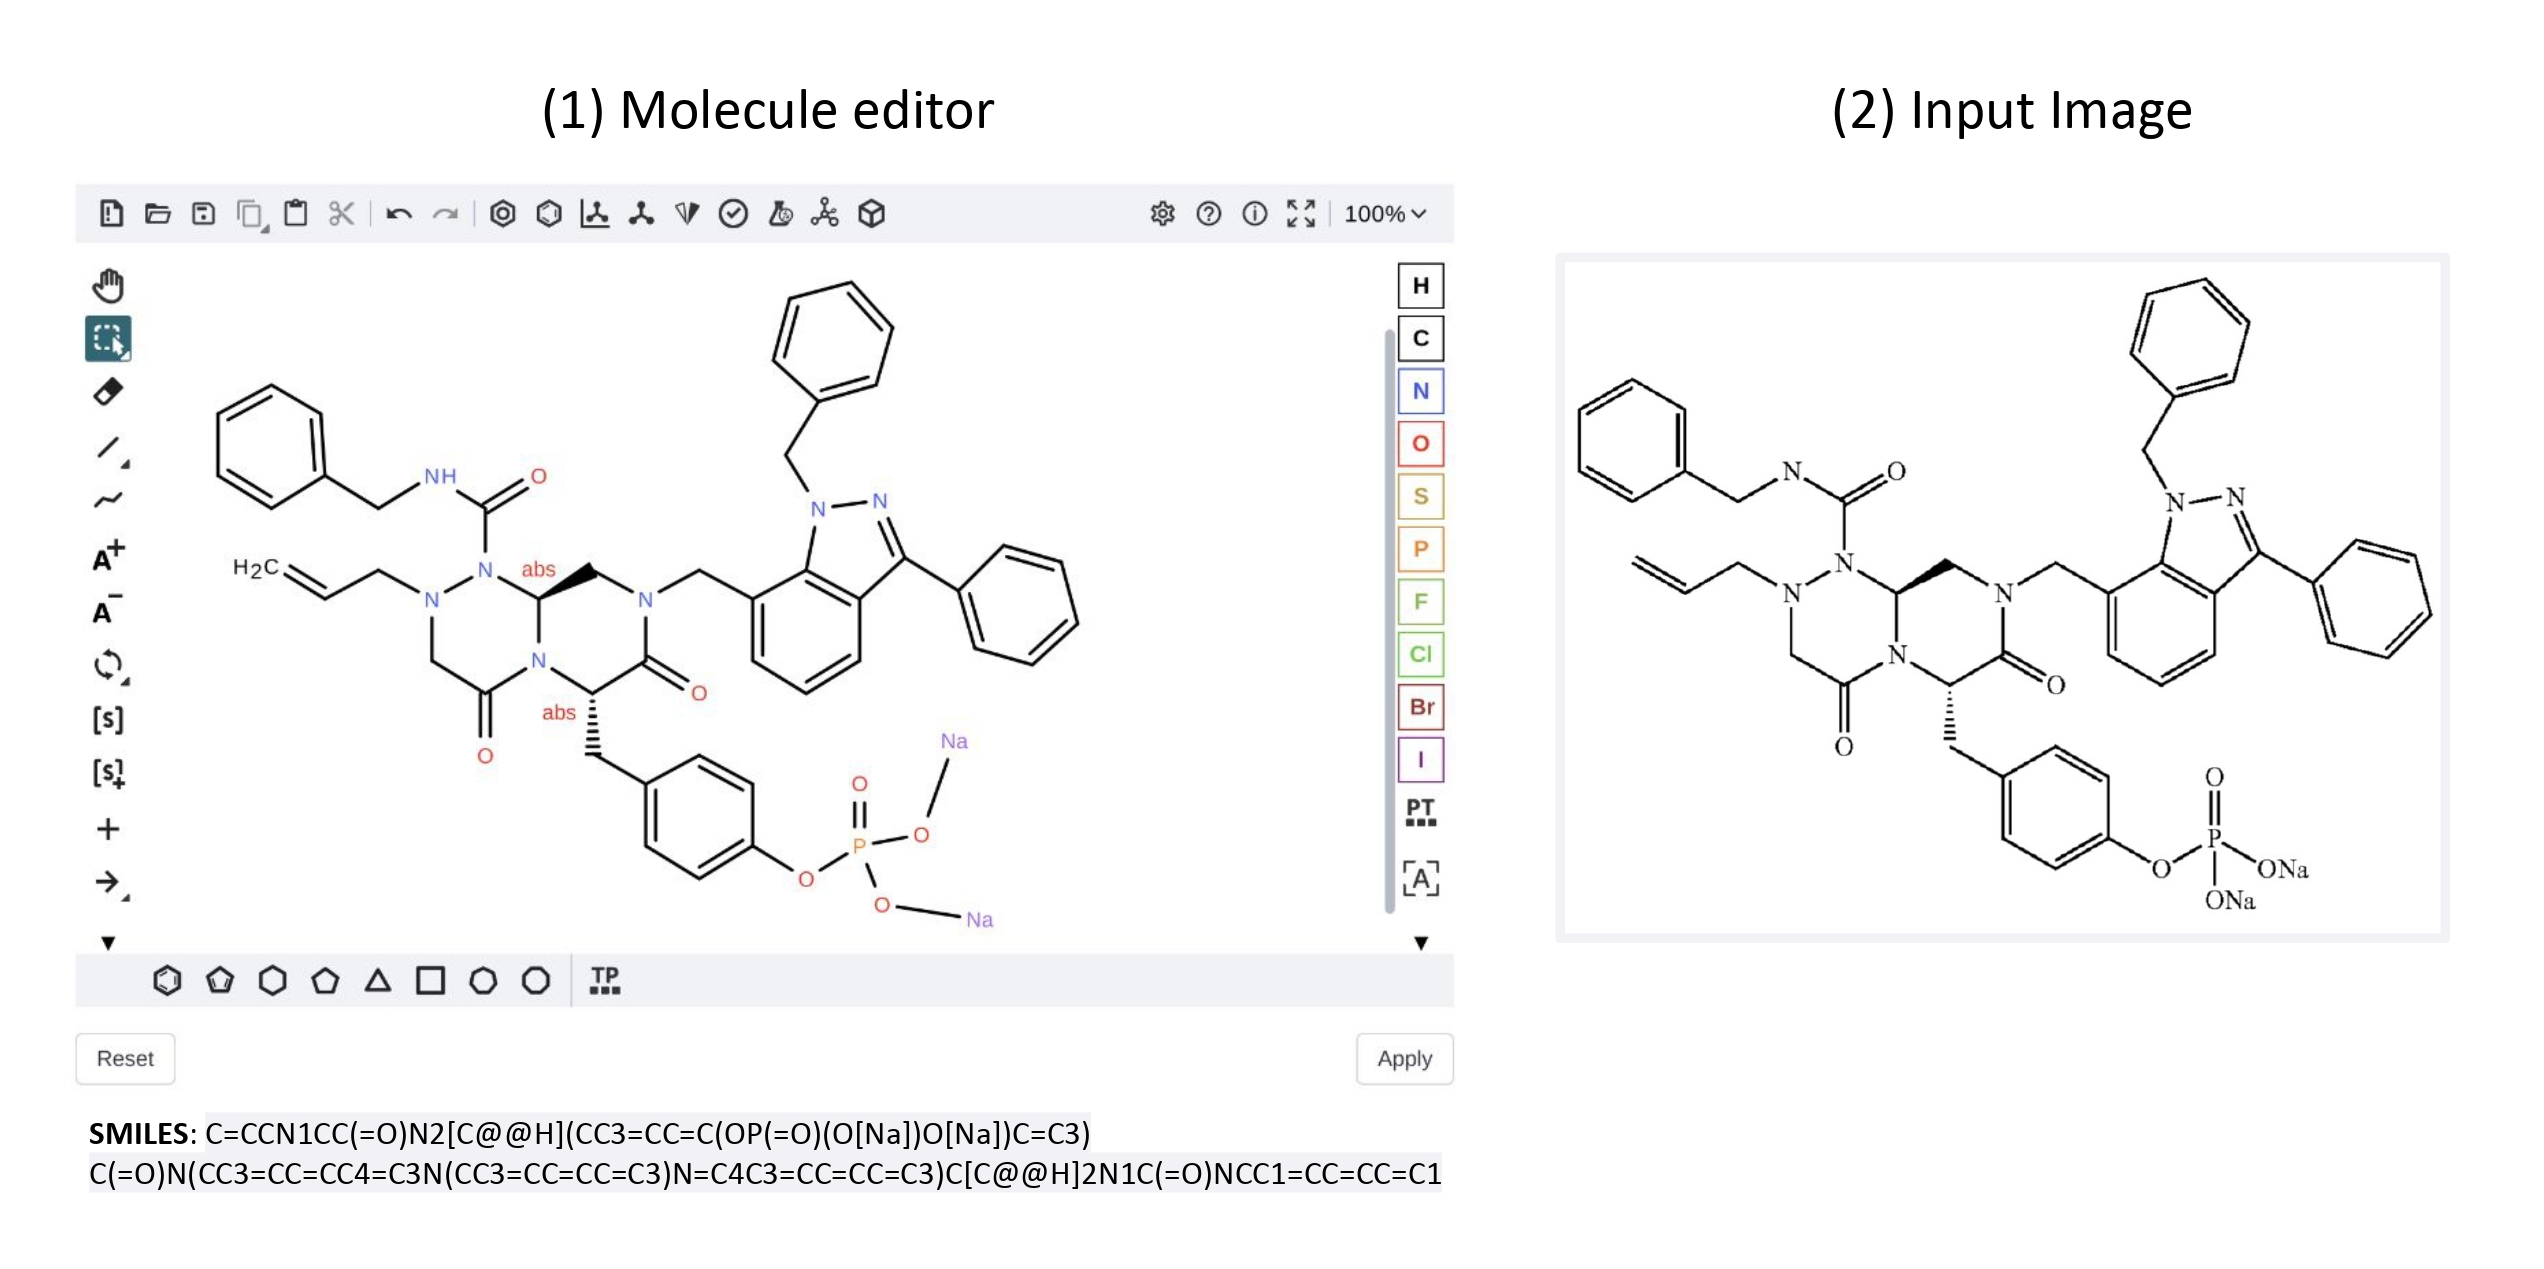 (1) Molecule editor
(2) Input Image
100%
H
C
N
O
S
P
F
Cl
Br
I
PT
[A]
A+
A-
[S]
[S]+
NH
O
N
N
N
N
abs
H2C
N
N
N
abs
O
O
Na
O
P
O
O
O
Na
TP
Reset
Apply
SMILES: C=CCN1CC(=O)N2[C@@H](CC3=CC=C(OP(=O)(O[Na])O[Na])C=C3)
C(=O)N(CC3=CC=CC4=C3N(CC3=CC=CC=C3)N=C4C3=CC=CC=C3)C[C@@H]2N1C(=O)NCC1=CC=CC=C1
N
O
N
N
N
N
N
N
O
O
O
P
O
ONa
ONa